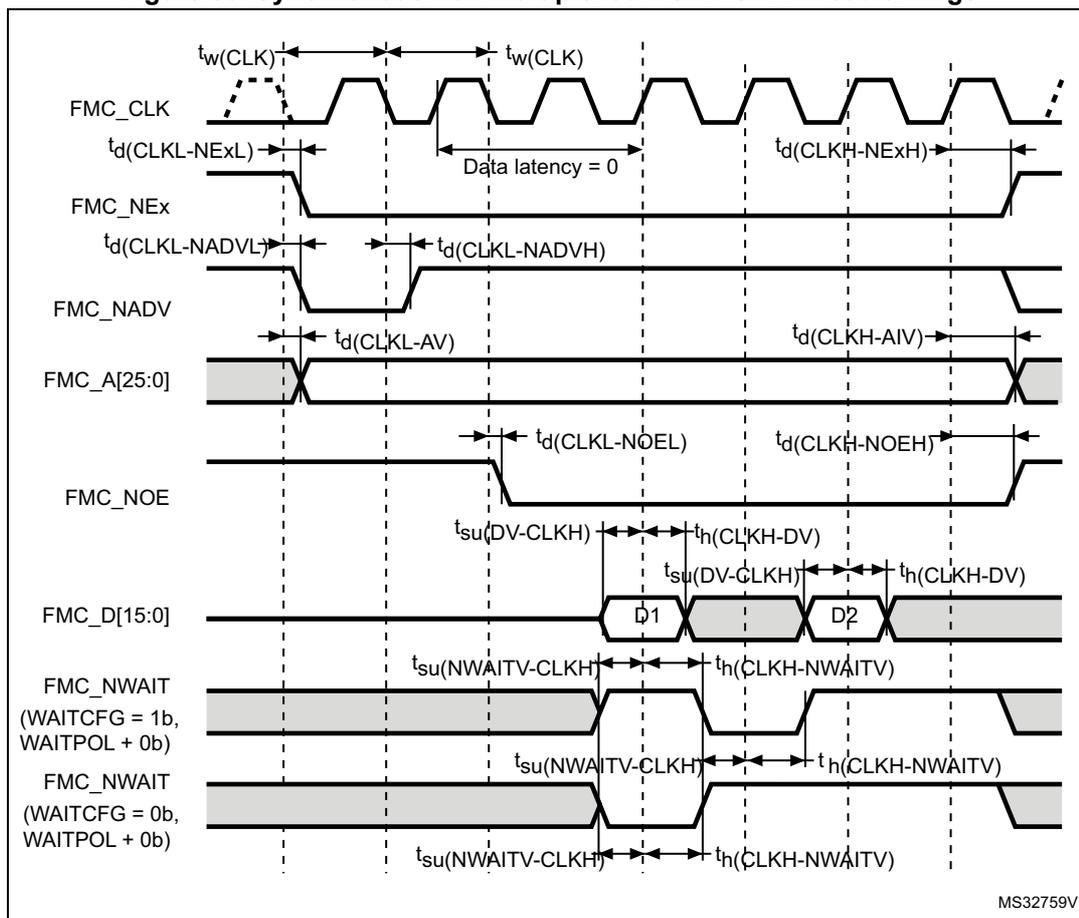 tw(CLK) tw(CLK)
FMC_CLK
td(CLKL-NExL) Data latency = 0 td(CLKH-NExH)
FMC_NEx
td(CLKL-NADVL) td(CLKL-NADVH)
FMC_NADV
td(CLKL-AV) td(CLKH-AIV)
FMC_A[25:0]
td(CLKL-NOEL) td(CLKH-NOEH)
FMC_NOE
tsu(DV-CLKH) th(CLKH-DV)
tsu(DV-CLKH) th(CLKH-DV)
FMC_D[15:0] D1 D2
tsu(NWAITV-CLKH) th(CLKH-NWAITV)
FMC_NWAIT
(WAITCFG = 1b,
WAITPOL + 0b)
tsu(NWAITV-CLKH) th(CLKH-NWAITV)
FMC_NWAIT
(WAITCFG = 0b,
WAITPOL + 0b)
tsu(NWAITV-CLKH) th(CLKH-NWAITV)
MS32759V